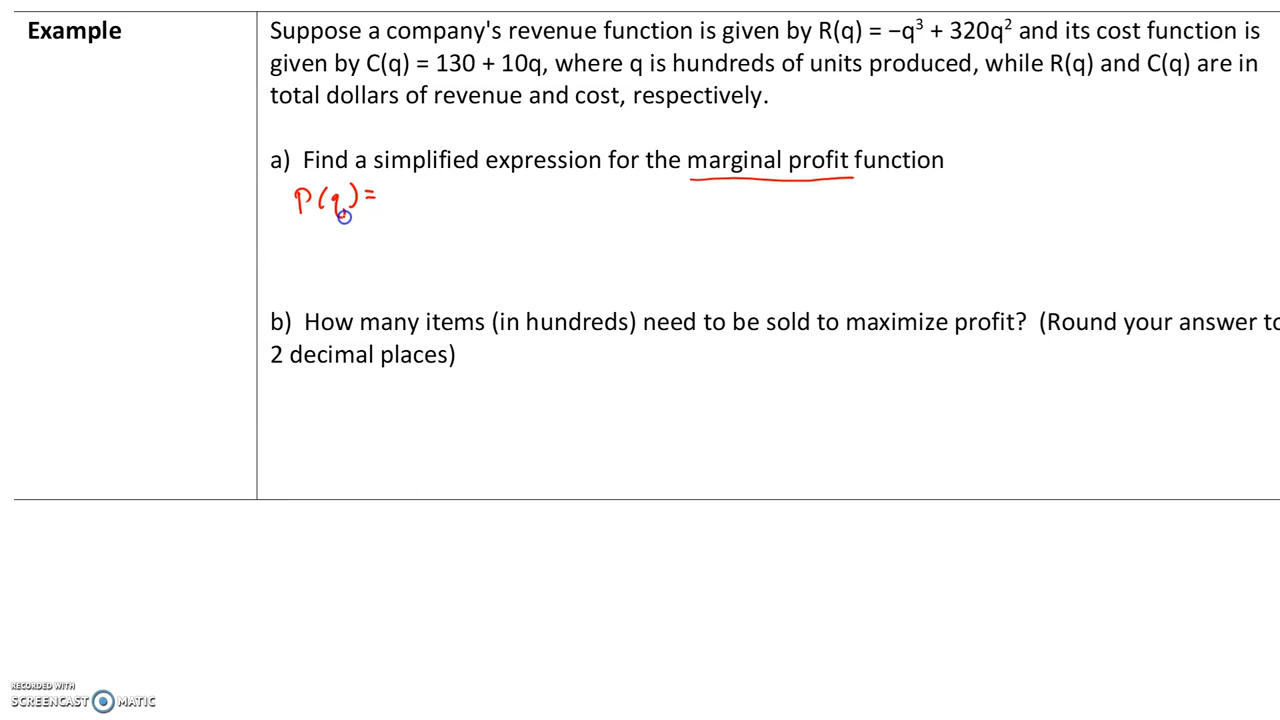 Example
Suppose a company's revenue function is given by R(q) = −q³ + 320q² and its cost function is
given by C(q) = 130 + 10q, where q is hundreds of units produced, while R(q) and C(q) are in
total dollars of revenue and cost, respectively.
a) Find a simplified expression for the marginal profit function
P(q) =
b) How many items (in hundreds) need to be sold to maximize profit? (Round your answer to
2 decimal places)
RECORDED WITH
SCREENCAST MATIC